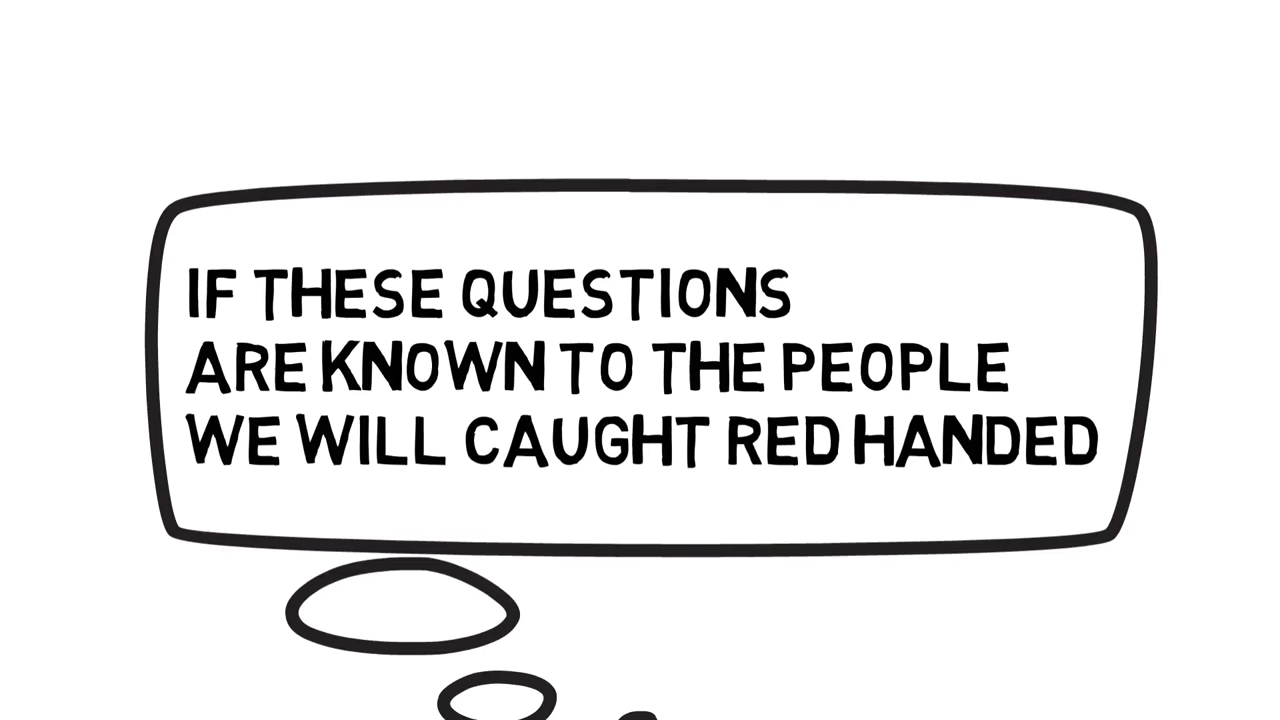 IF THESE QUESTIONS
ARE KNOWN TO THE PEOPLE
WE WILL CAUGHT RED HANDED